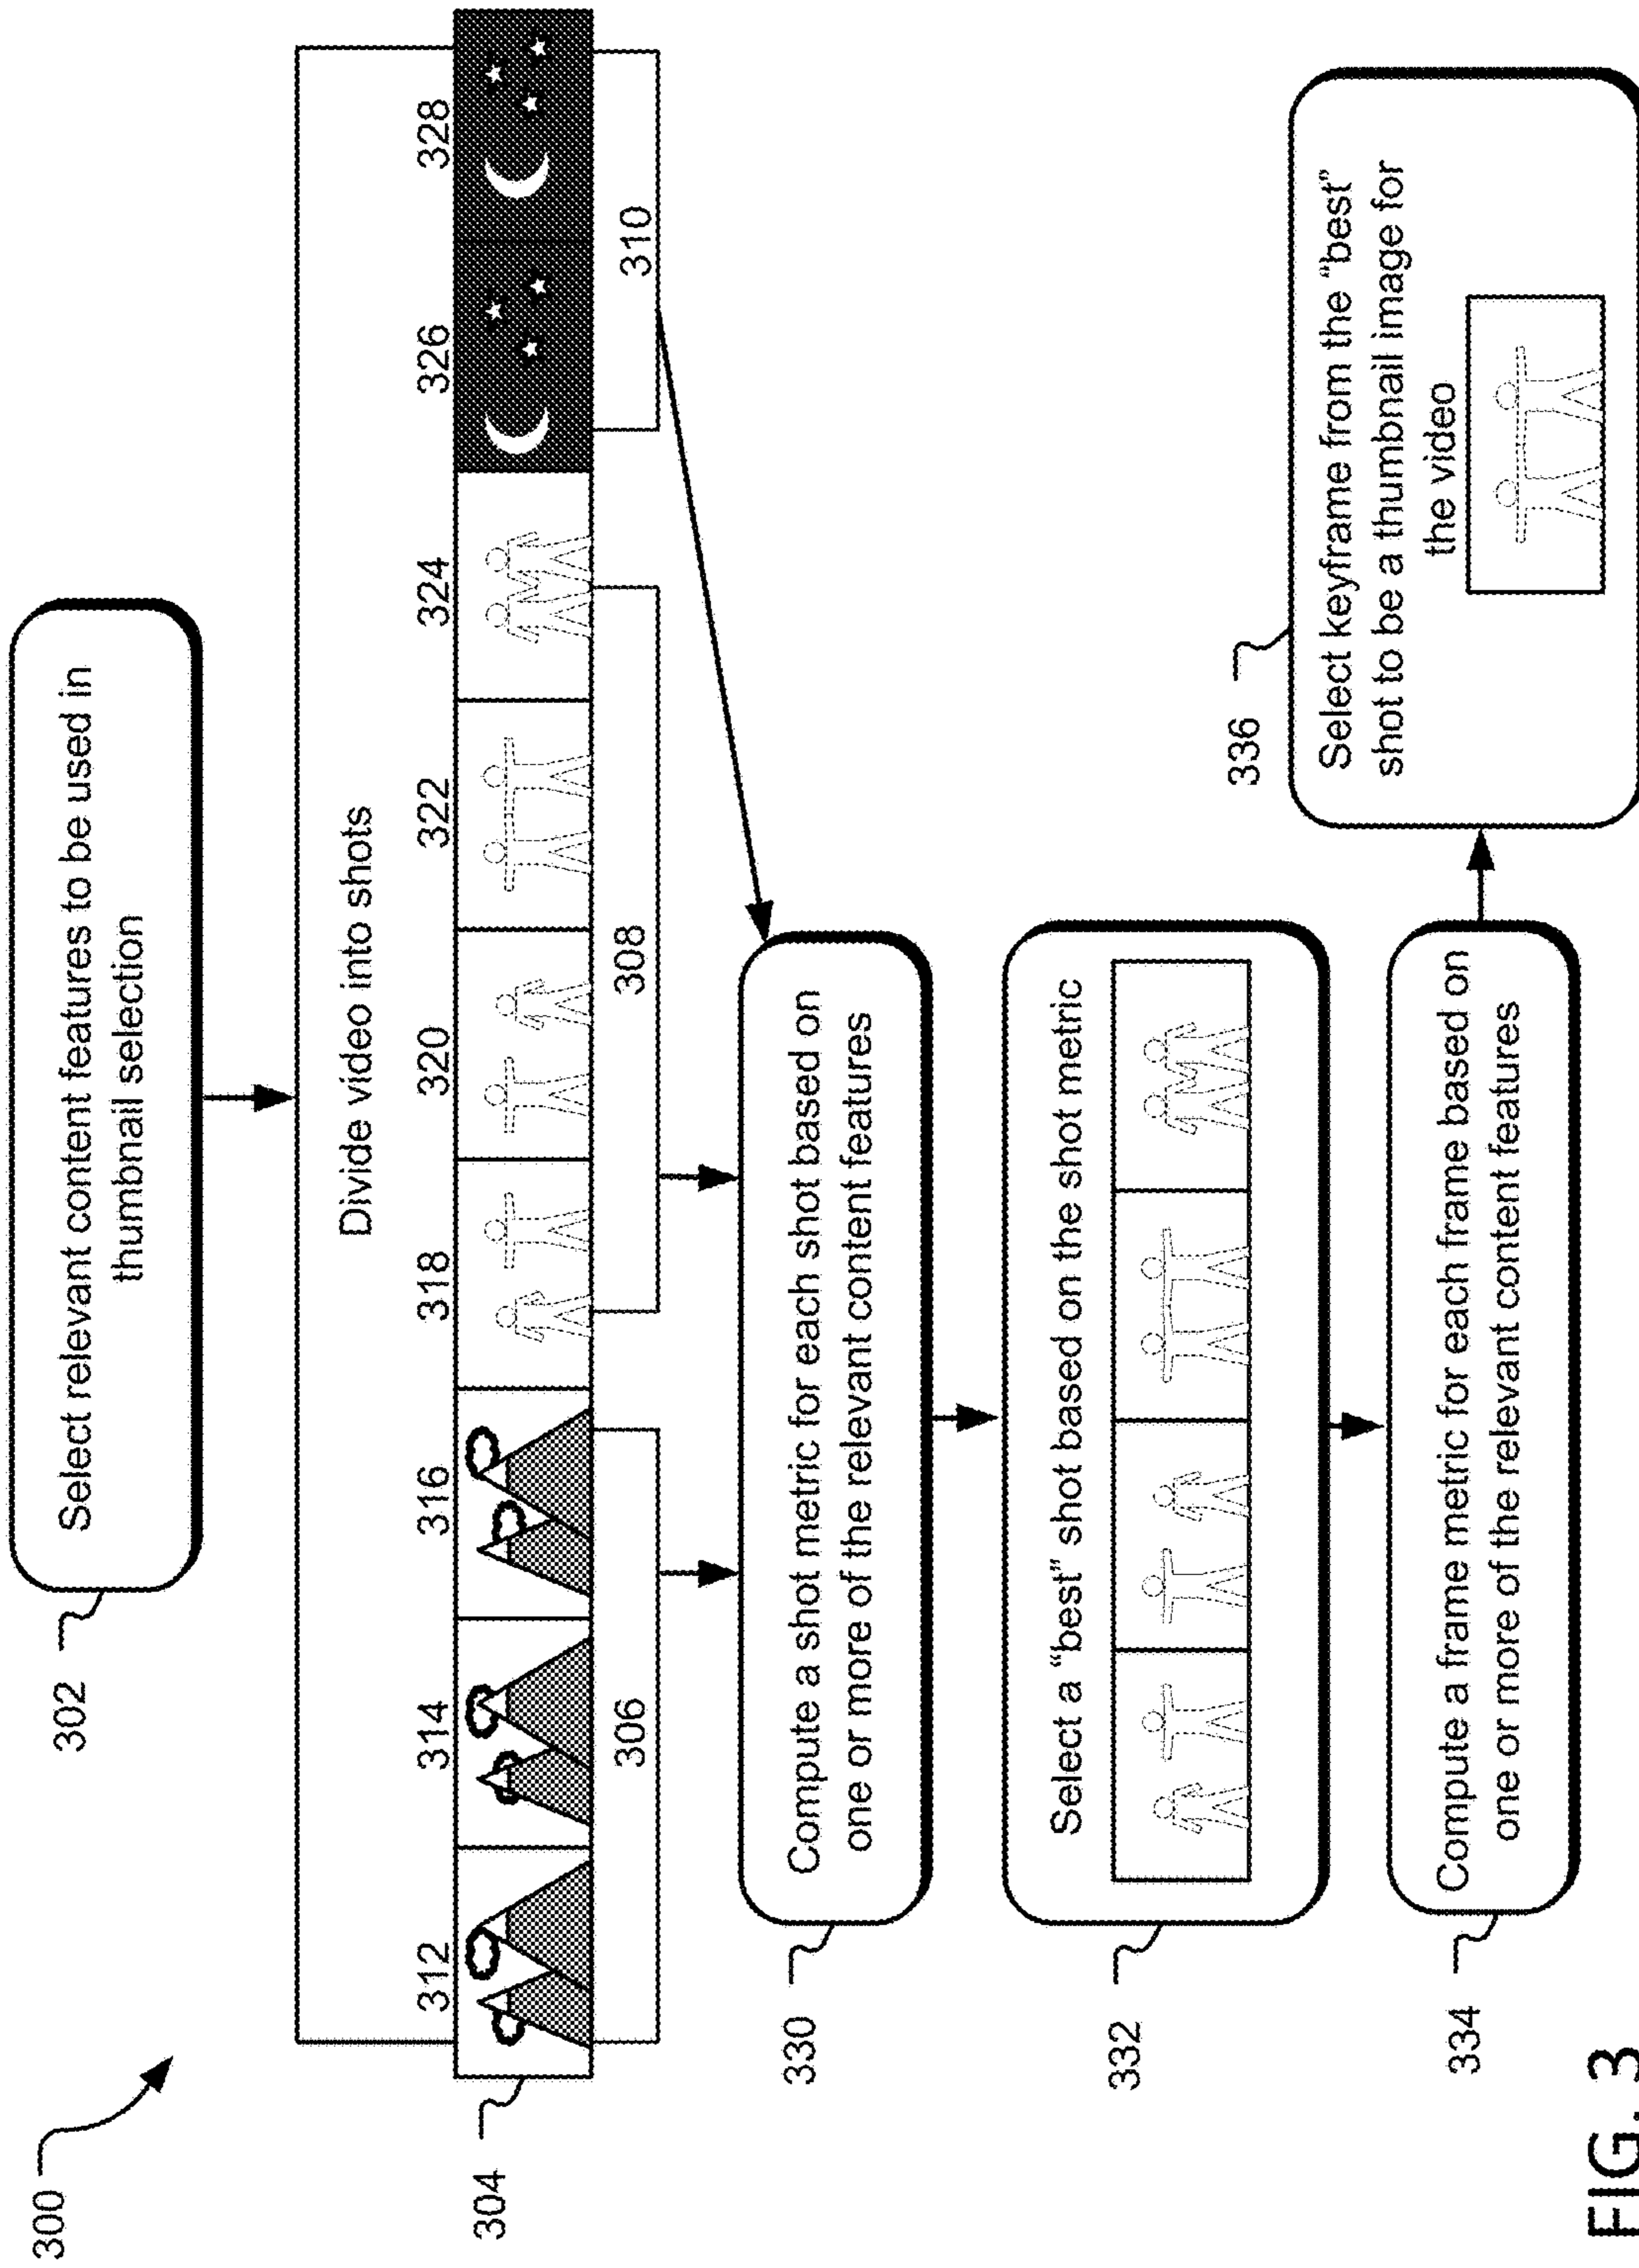 300
302
Select relevant content features to be used in
thumbnail selection
Divide video into shots
312 314 316 318 320 322 324 326 328
304
306 308 310
330
Compute a shot metric for each shot based on
one or more of the relevant content features
332
Select a “best” shot based on the shot metric
334
Compute a frame metric for each frame based on
one or more of the relevant content features
336
Select keyframe from the “best”
shot to be a thumbnail image for
the video
FIG. 3